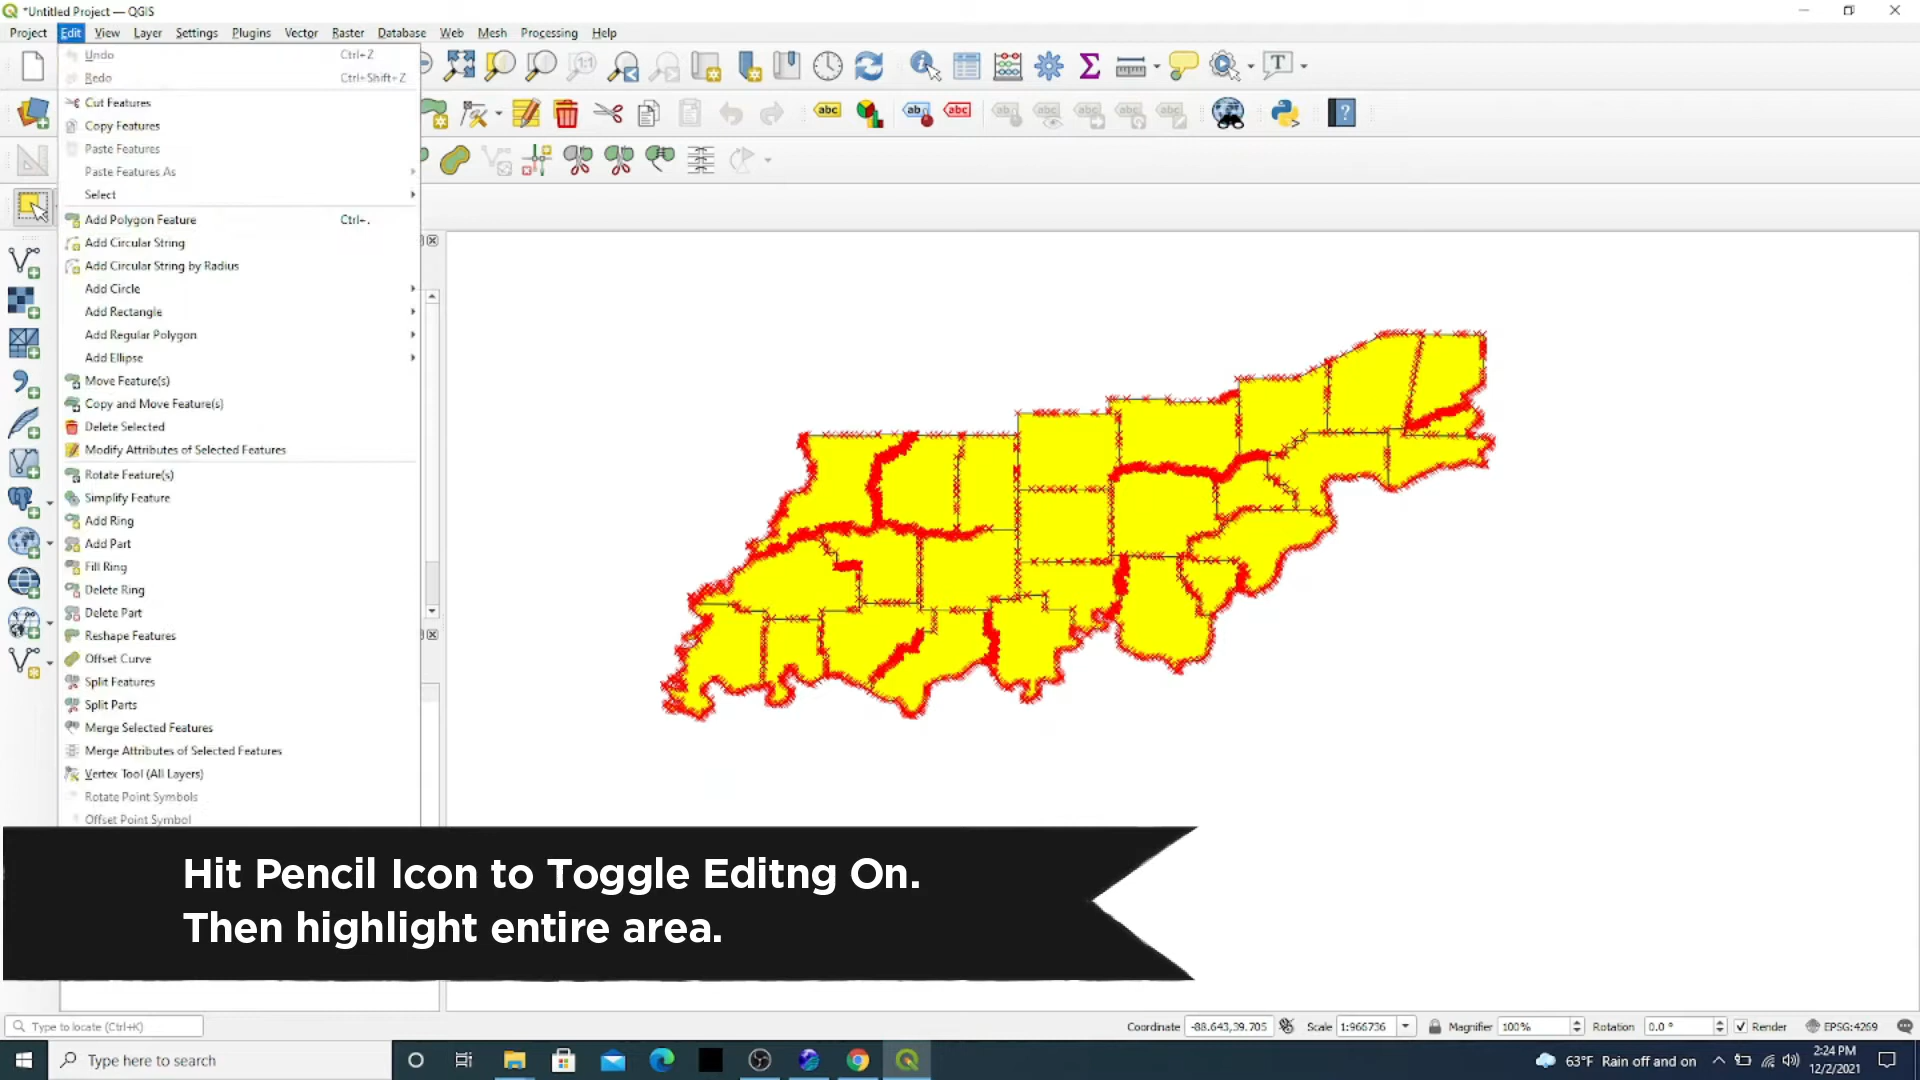 *Untitled Project — QGIS
Project Edit View Layer Settings Plugins Vector Raster Database Web Mesh Processing Help
Undo Ctrl+Z
Redo Ctrl+Shift+Z
Cut Features
Copy Features
Paste Features
Paste Features As
Select
Add Polygon Feature Ctrl+.
Add Circular String
Add Circular String by Radius
Add Circle
Add Rectangle
Add Regular Polygon
Add Ellipse
Move Feature(s)
Copy and Move Feature(s)
Delete Selected
Modify Attributes of Selected Features
Rotate Feature(s)
Simplify Feature
Add Ring
Add Part
Fill Ring
Delete Ring
Delete Part
Reshape Features
Offset Curve
Split Features
Split Parts
Merge Selected Features
Merge Attributes of Selected Features
Vertex Tool (All Layers)
Rotate Point Symbols
Offset Point Symbol
Hit Pencil Icon to Toggle Editng On.
Then highlight entire area.
Type to locate (Ctrl+K)
Coordinate -88.643,39.705 Scale 1:966736 Magnifier 100% Rotation 0.0 ° Render EPSG:4269
Type here to search
63°F Rain off and on
2:24 PM
12/2/2021